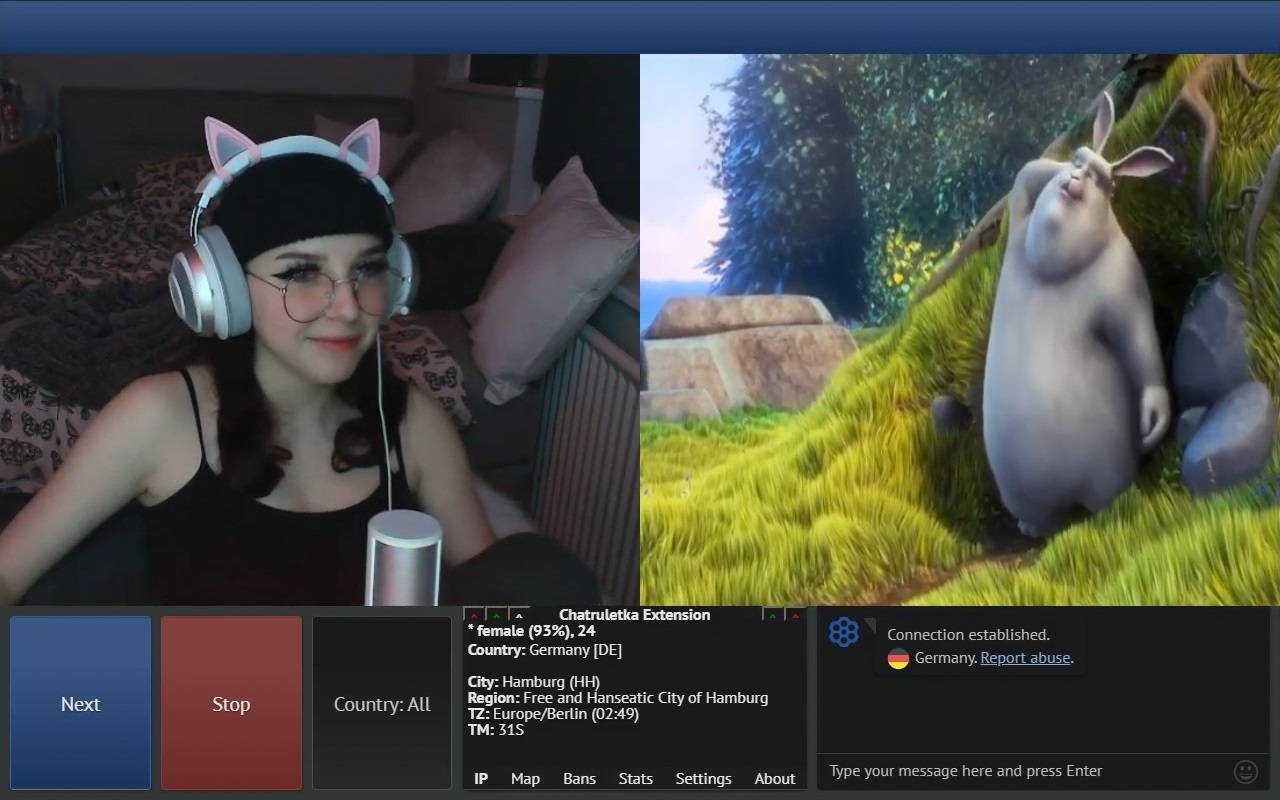 Next
Stop
Country: All
Chatruletka Extension
* female (93%), 24
Country: Germany [DE]
City: Hamburg (HH)
Region: Free and Hanseatic City of Hamburg
TZ: Europe/Berlin (02:49)
TM: 31S
IP Map Bans Stats Settings About
Connection established.
Germany. Report abuse.
Type your message here and press Enter